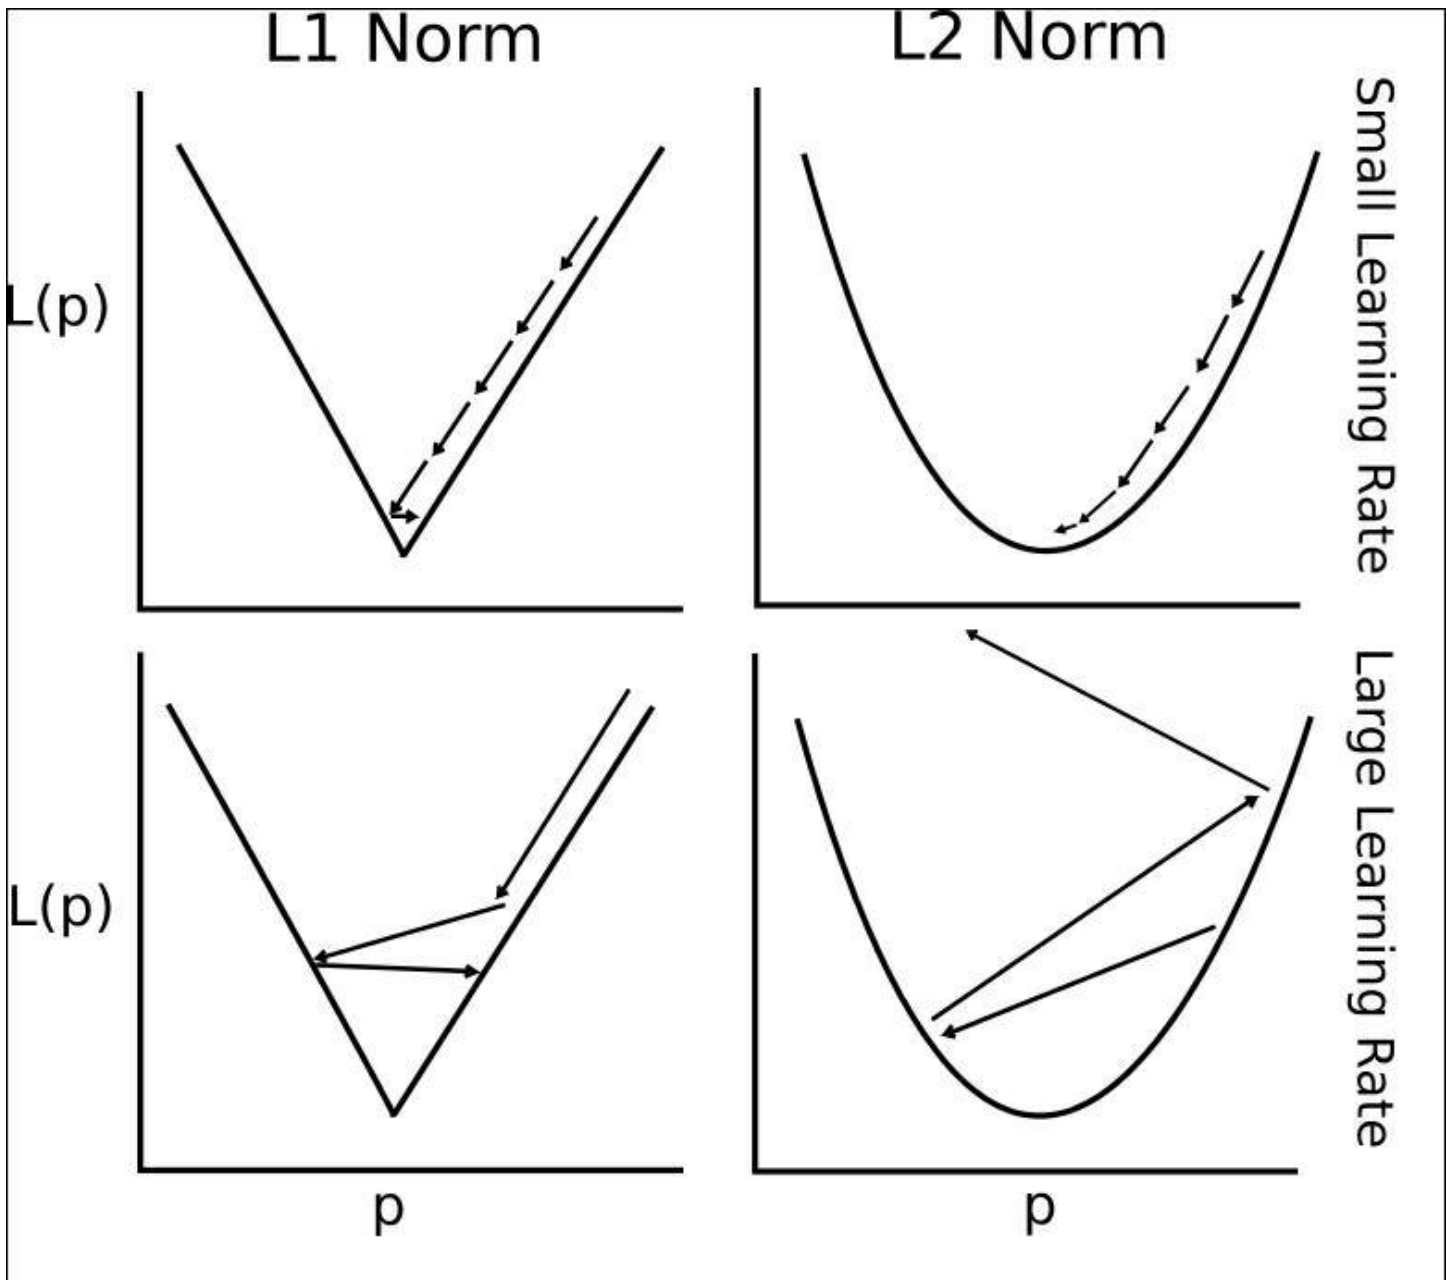 L1 Norm
L2 Norm
L(p)
Small Learning Rate
L(p)
Large Learning Rate
p
p